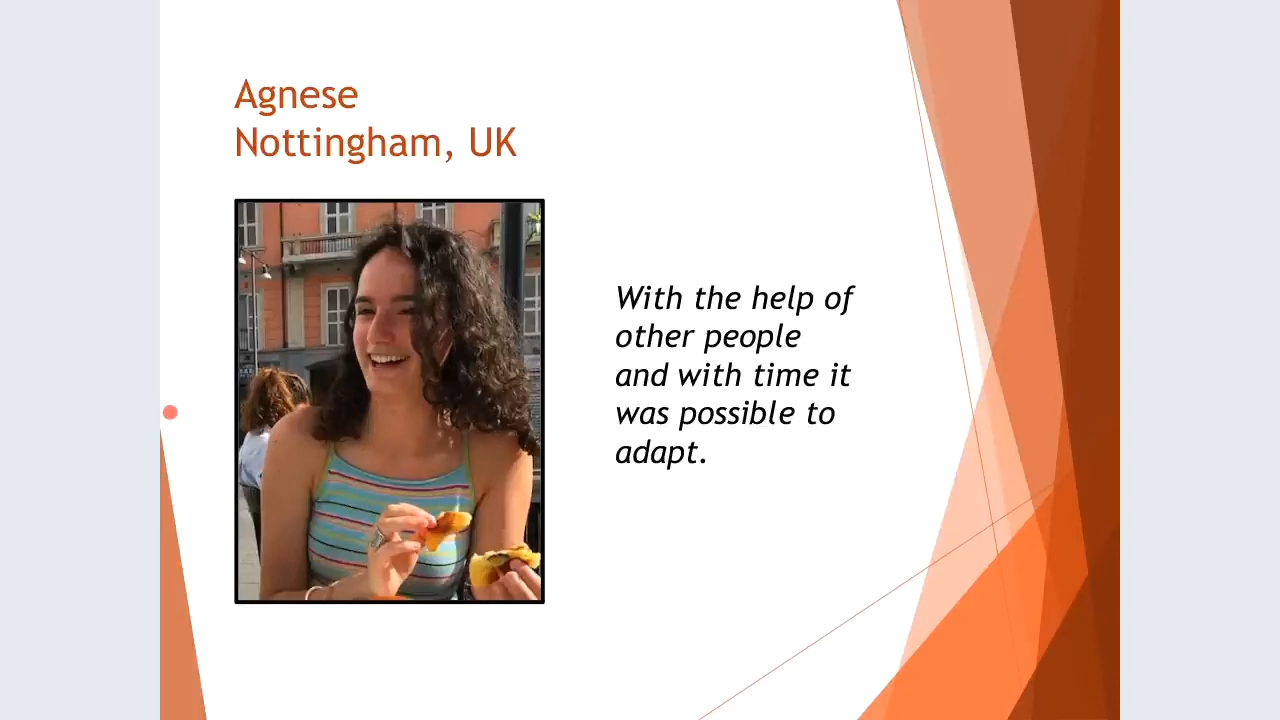 Agnese
Nottingham, UK
With the help of
other people
and with time it
was possible to
adapt.